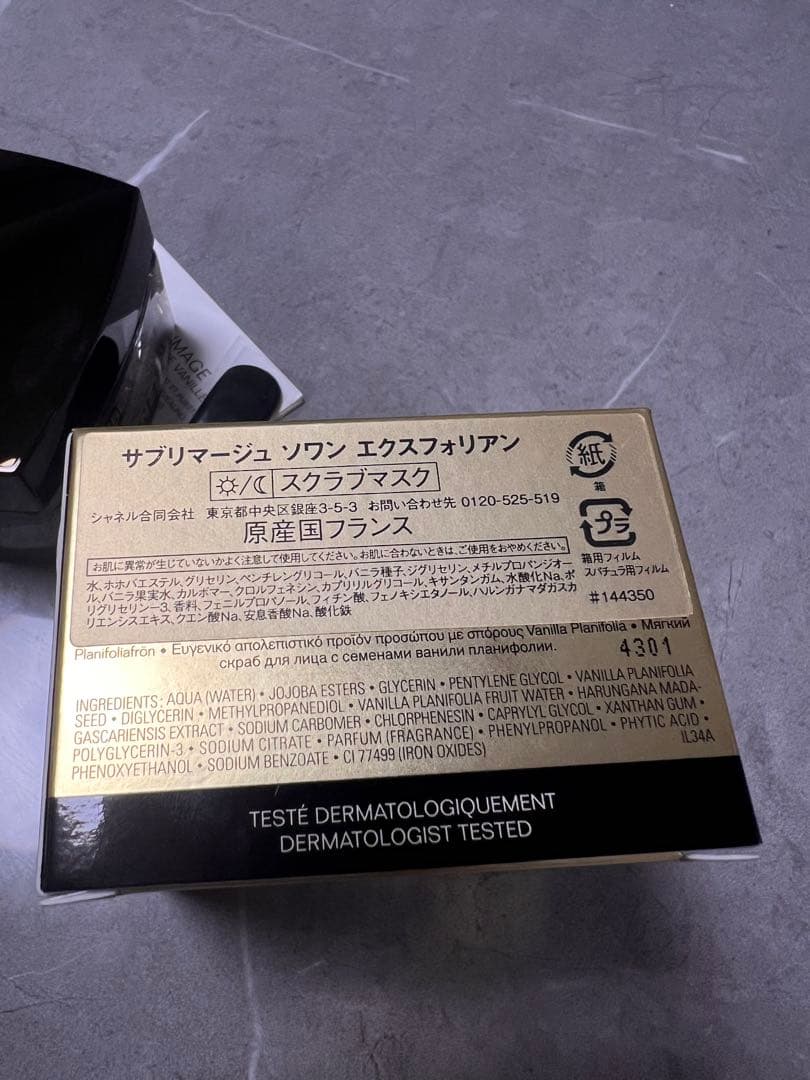 MMAGE
VANILL
サブリマージュ ソワン エクスフォリアン
スクラブマスク
シャネル合同会社 東京都中央区銀座3-5-3 お問い合わせ先 0120-525-519
原産国フランス
お肌に異常が生じていないかよく注意して使用してください。お肌に合わないときは、ご使用をおやめください。
水、ホホバエステル、グリセリン、ペンチレングリコール、バニラ種子、ジグリセリン、メチルプロパンジオー
ル、バニラ果実水、カルボマー、クロルフェネシン、カプリリルグリコール、キサンタンガム、水酸化Na、ポ
リグリセリン-3、香料、フェニルプロパノール、フィチン酸、フェノキシエタノール、ハルンガナマダガスカ
リエンシスエキス、クエン酸Na、安息香酸Na、酸化鉄
紙
箱
プラ
箱用フィルム
スパチュラ用フィルム
#144350
Planifoliafrön • Ευγενικό απολεπιστικό προϊόν προσώπου με σπόρους Vanilla Planifolia • Мягкий
скраб для лица с семенами ванили планифолии.
4301
INGREDIENTS: AQUA (WATER) • JOJOBA ESTERS • GLYCERIN • PENTYLENE GLYCOL • VANILLA PLANIFOLIA
SEED • DIGLYCERIN • METHYLPROPANEDIOL • VANILLA PLANIFOLIA FRUIT WATER • HARUNGANA MADA-
GASCARIENSIS EXTRACT • SODIUM CARBOMER • CHLORPHENESIN • CAPRYLYL GLYCOL • XANTHAN GUM •
POLYGLYCERIN-3 • SODIUM CITRATE • PARFUM (FRAGRANCE) • PHENYLPROPANOL • PHYTIC ACID •
PHENOXYETHANOL • SODIUM BENZOATE • CI 77499 (IRON OXIDES)
IL34A
TESTÉ DERMATOLOGIQUEMENT
DERMATOLOGIST TESTED